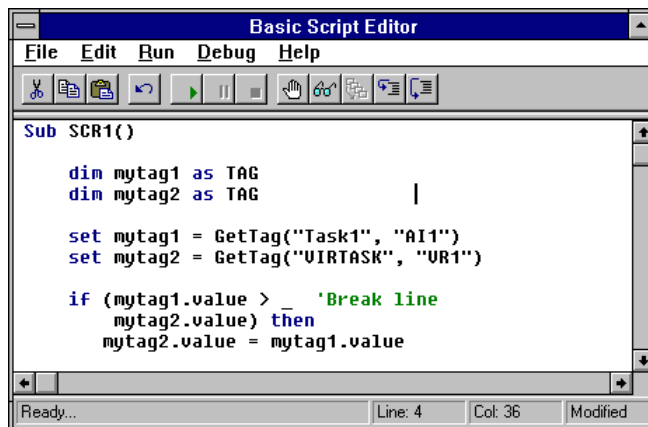 Basic Script Editor
File Edit Run Debug Help
Sub SCR1()
dim mytag1 as TAG
dim mytag2 as TAG
set mytag1 = GetTag("Task1", "AI1")
set mytag2 = GetTag("VIRTASK", "VR1")
if (mytag1.value > _ 'Break line
mytag2.value) then
mytag2.value = mytag1.value
Ready... Line: 4 Col: 36 Modified